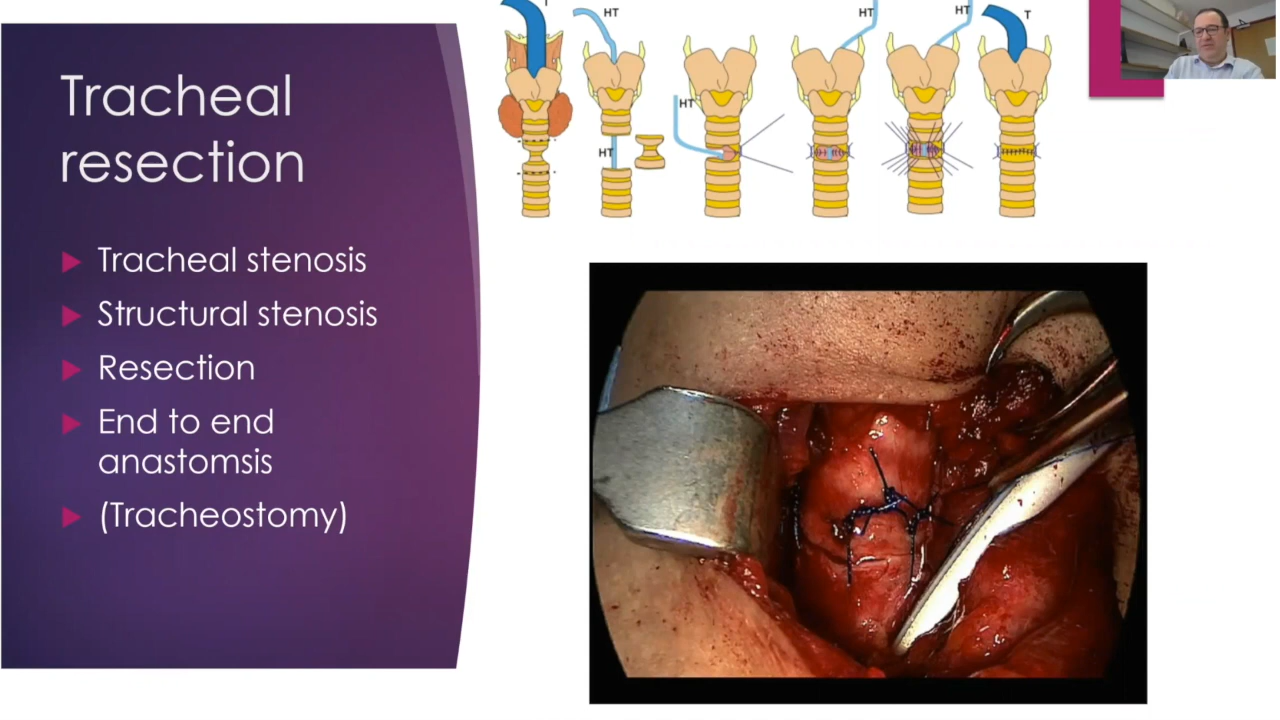 Tracheal
resection
Tracheal stenosis
Structural stenosis
Resection
End to end
anastomsis
(Tracheostomy)
T
HT
HT
HT
HT
HT
T